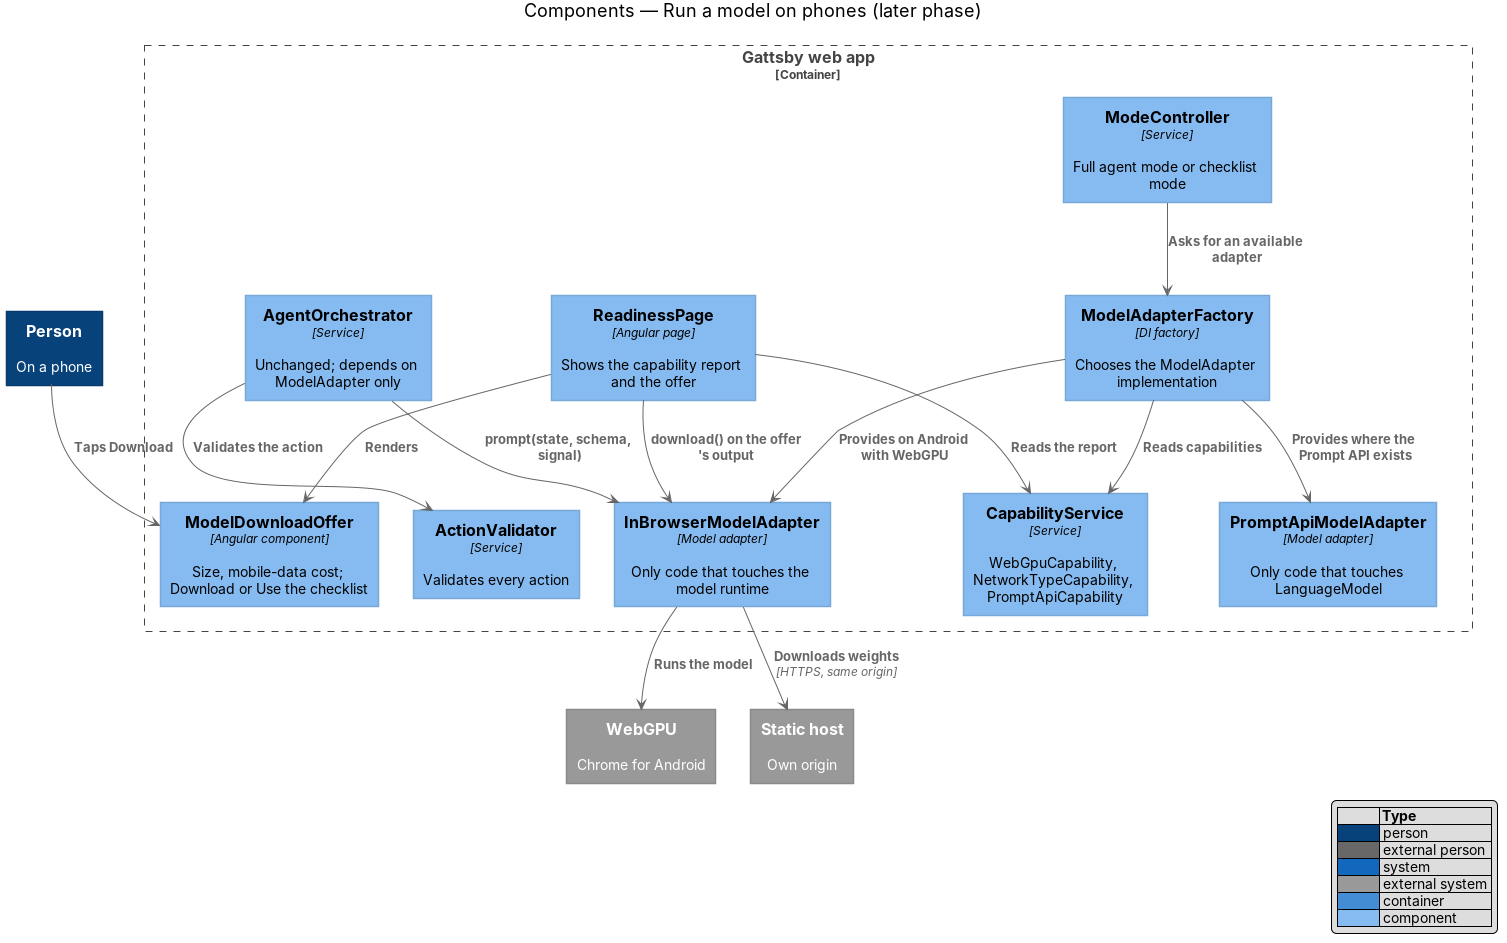 Components — Run a model on phones (later phase)
Gattsby web app
[Container]
ModeController
[Service]
Full agent mode or checklist
mode
Asks for an available
adapter
Person
On a phone
AgentOrchestrator
[Service]
Unchanged; depends on
ModelAdapter only
ReadinessPage
[Angular page]
Shows the capability report
and the offer
ModelAdapterFactory
[DI factory]
Chooses the ModelAdapter
implementation
Taps Download
Validates the action
Renders
prompt(state, schema,
signal)
download() on the offer
's output
Provides on Android
with WebGPU
Reads the report
Reads capabilities
Provides where the
Prompt API exists
ModelDownloadOffer
[Angular component]
Size, mobile-data cost;
Download or Use the checklist
ActionValidator
[Service]
Validates every action
InBrowserModelAdapter
[Model adapter]
Only code that touches the
model runtime
CapabilityService
[Service]
WebGpuCapability,
NetworkTypeCapability,
PromptApiCapability
PromptApiModelAdapter
[Model adapter]
Only code that touches
LanguageModel
Runs the model
Downloads weights
[HTTPS, same origin]
WebGPU
Chrome for Android
Static host
Own origin
Type
person
external person
system
external system
container
component